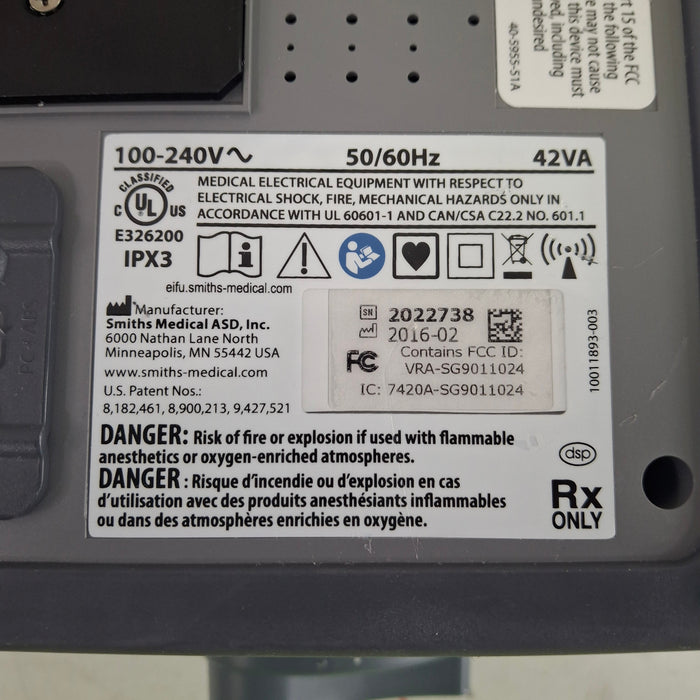 rt 15 of the FCC
the following
e may not cause
this device must
ved, including
undesired
40-5955-51A
100-240V～ 50/60Hz 42VA
CLASSIFIED
C UL US
E326200
IPX3
MEDICAL ELECTRICAL EQUIPMENT WITH RESPECT TO
ELECTRICAL SHOCK, FIRE, MECHANICAL HAZARDS ONLY IN
ACCORDANCE WITH UL 60601-1 AND CAN/CSA C22.2 NO. 601.1
eifu.smiths-medical.com
Manufacturer:
Smiths Medical ASD, Inc.
6000 Nathan Lane North
Minneapolis, MN 55442 USA
www.smiths-medical.com
U.S. Patent Nos.:
8,182,461, 8,900,213, 9,427,521
SN 2022738
2016-02
FC Contains FCC ID:
VRA-SG9011024
IC: 7420A-SG9011024
10011893-003
DANGER: Risk of fire or explosion if used with flammable
anesthetics or oxygen-enriched atmospheres.
DANGER : Risque d'incendie ou d'explosion en cas
d'utilisation avec des produits anesthésiants inflammables
ou dans des atmosphères enrichies en oxygène.
dsp
Rx
ONLY
PC+ABS